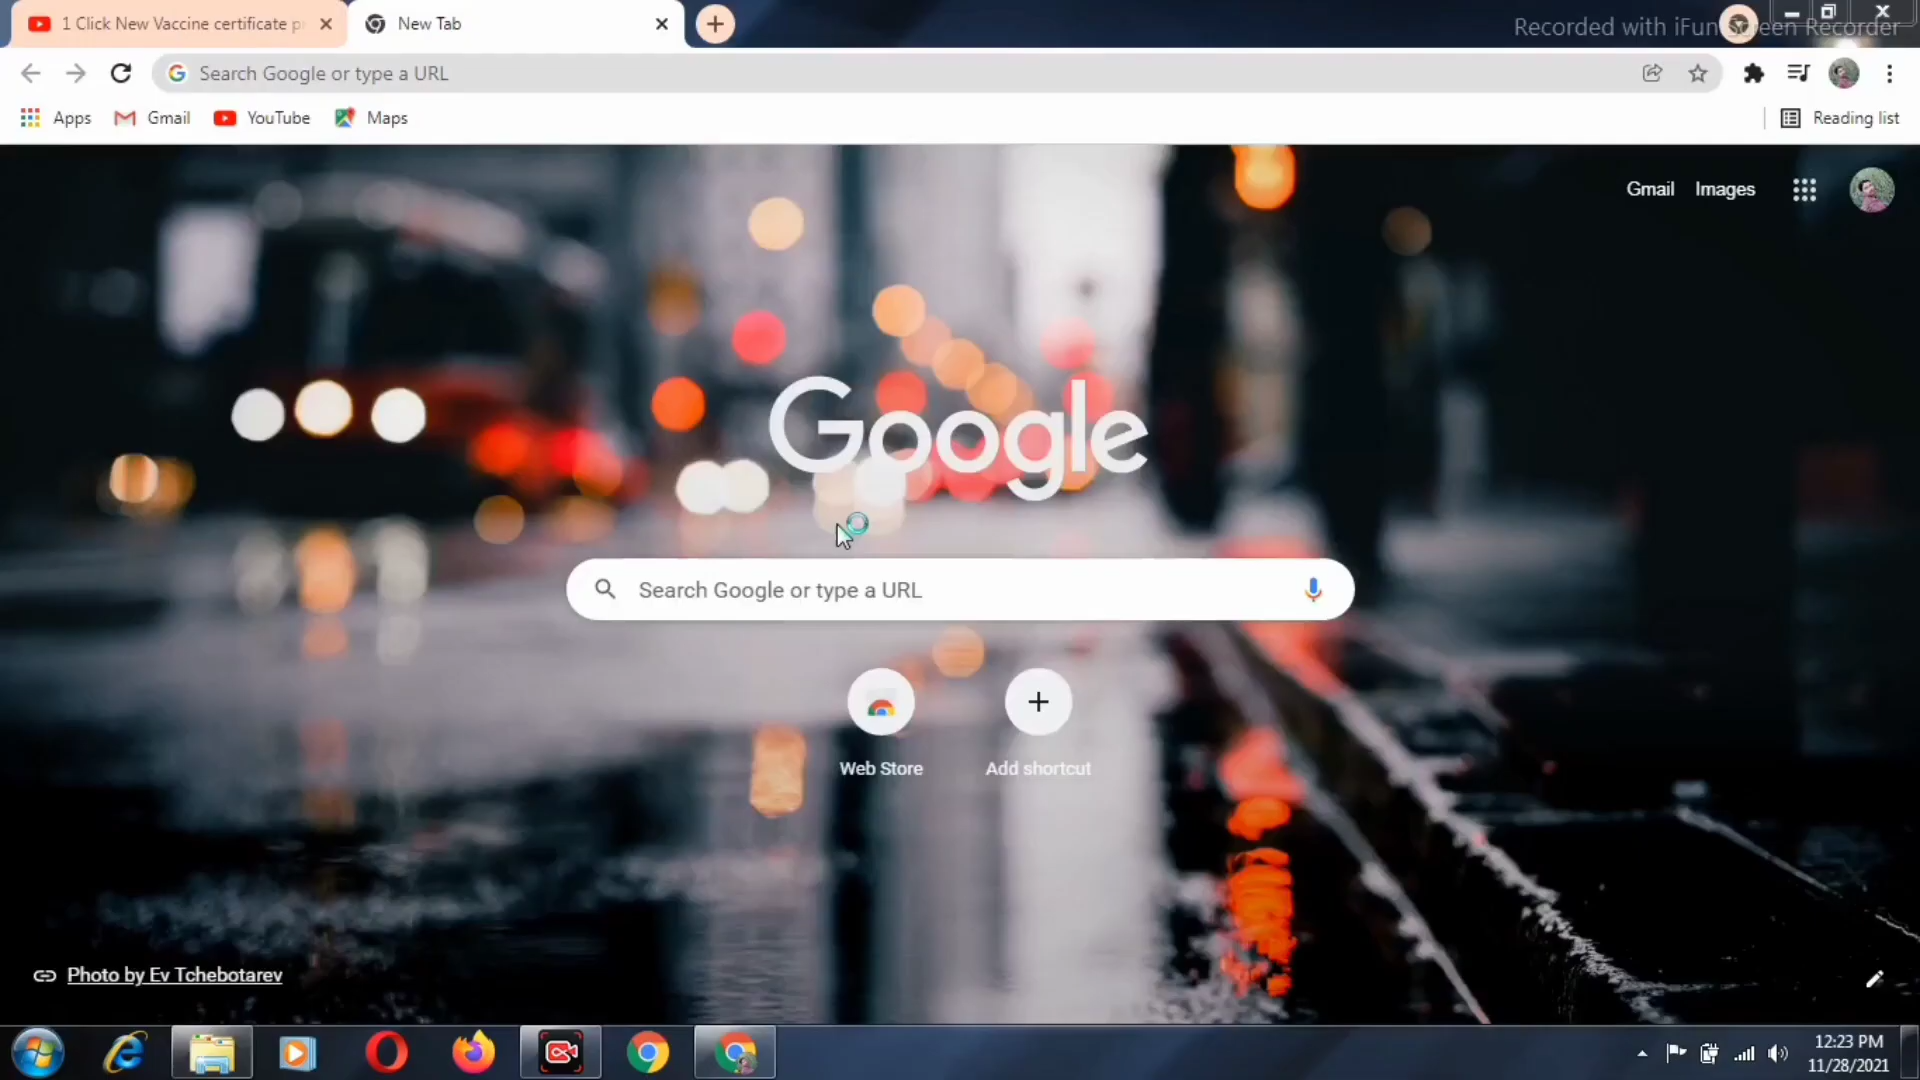 1 Click New Vaccine certificate p
New Tab
Recorded with iFun Screen Recorder
Search Google or type a URL
Apps
Gmail
YouTube
Maps
Reading list
Gmail
Images
Google
Search Google or type a URL
Web Store
Add shortcut
Photo by Ev Tchebotarev
12:23 PM
11/28/2021